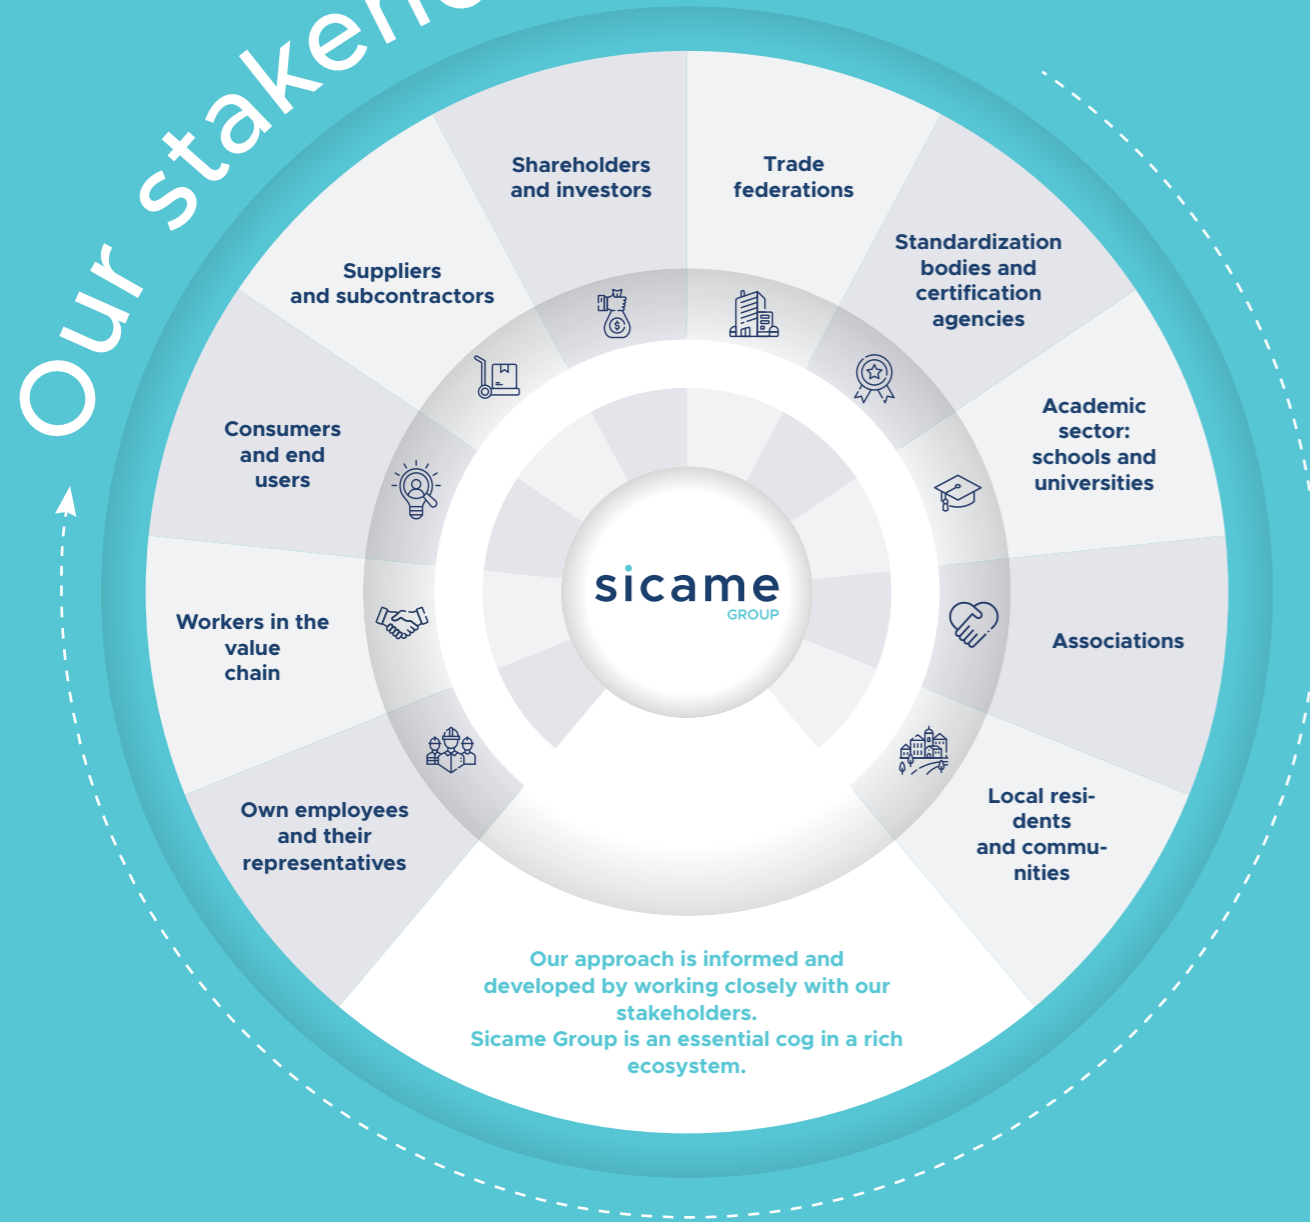 Our
Shareholders
and investors
Trade
federations
Standardization
bodies and
certification
agencies
Suppliers
and subcontractors
Academic
sector:
schools and
universities
Consumers
and end
users
sicame
GROUP
Workers in the
value
chain
Associations
Own employees
and their
representatives
Local resi-
dents
and commu-
nities
Our approach is informed and
developed by working closely with our
stakeholders.
Sicame Group is an essential cog in a rich
ecosystem.